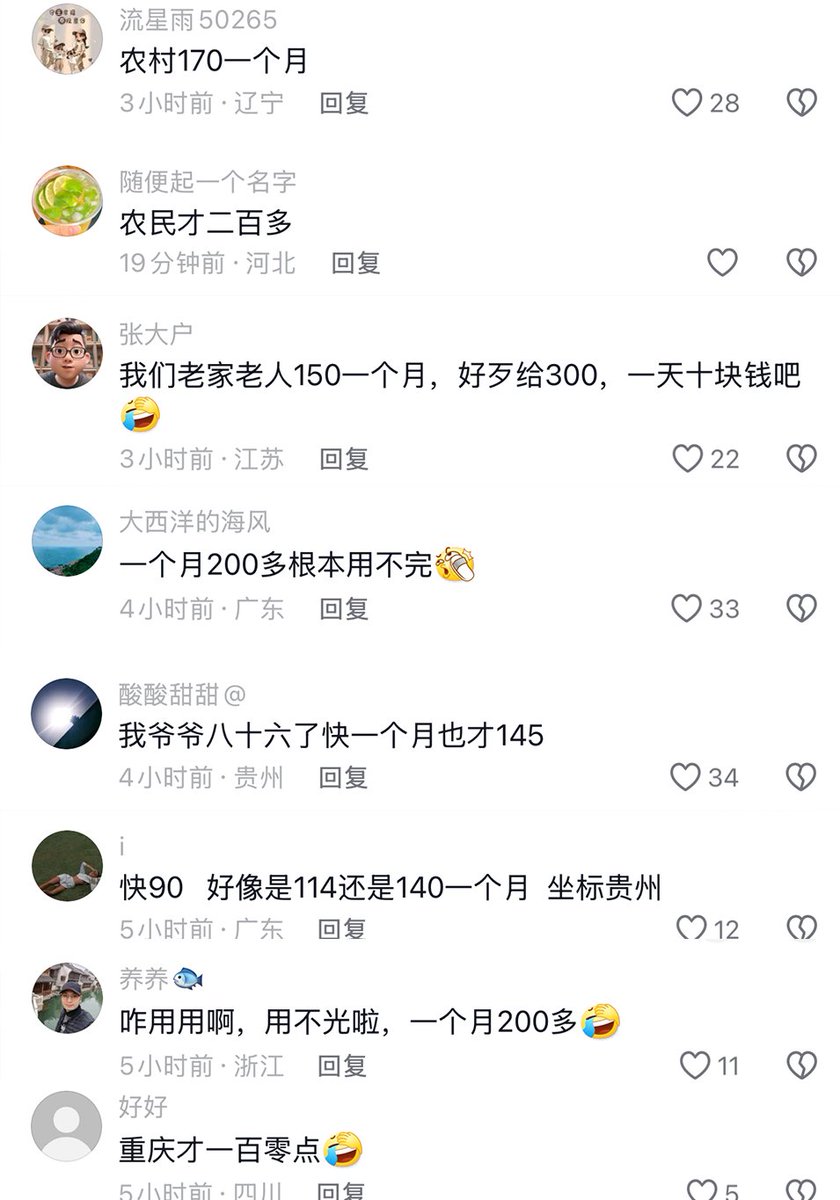 流星雨50265
农村170一个月
3小时前 · 辽宁 回复 28
随便起一个名字
农民才二百多
19分钟前 · 河北 回复
张大户
我们老家老人150一个月，好歹给300，一天十块钱吧
🤣
3小时前 · 江苏 回复 22
大西洋的海风
一个月200多根本用不完
4小时前 · 广东 回复 33
酸酸甜甜@
我爷爷八十六了快一个月也才145
4小时前 · 贵州 回复 34
i
快90 好像是114还是140一个月 坐标贵州
5小时前 · 广东 回复 12
养养🐟
咋用用啊，用不光啦，一个月200多🤣
5小时前 · 浙江 回复 11
好好
重庆才一百零点🤣
5小时前 · 四川 回复 5